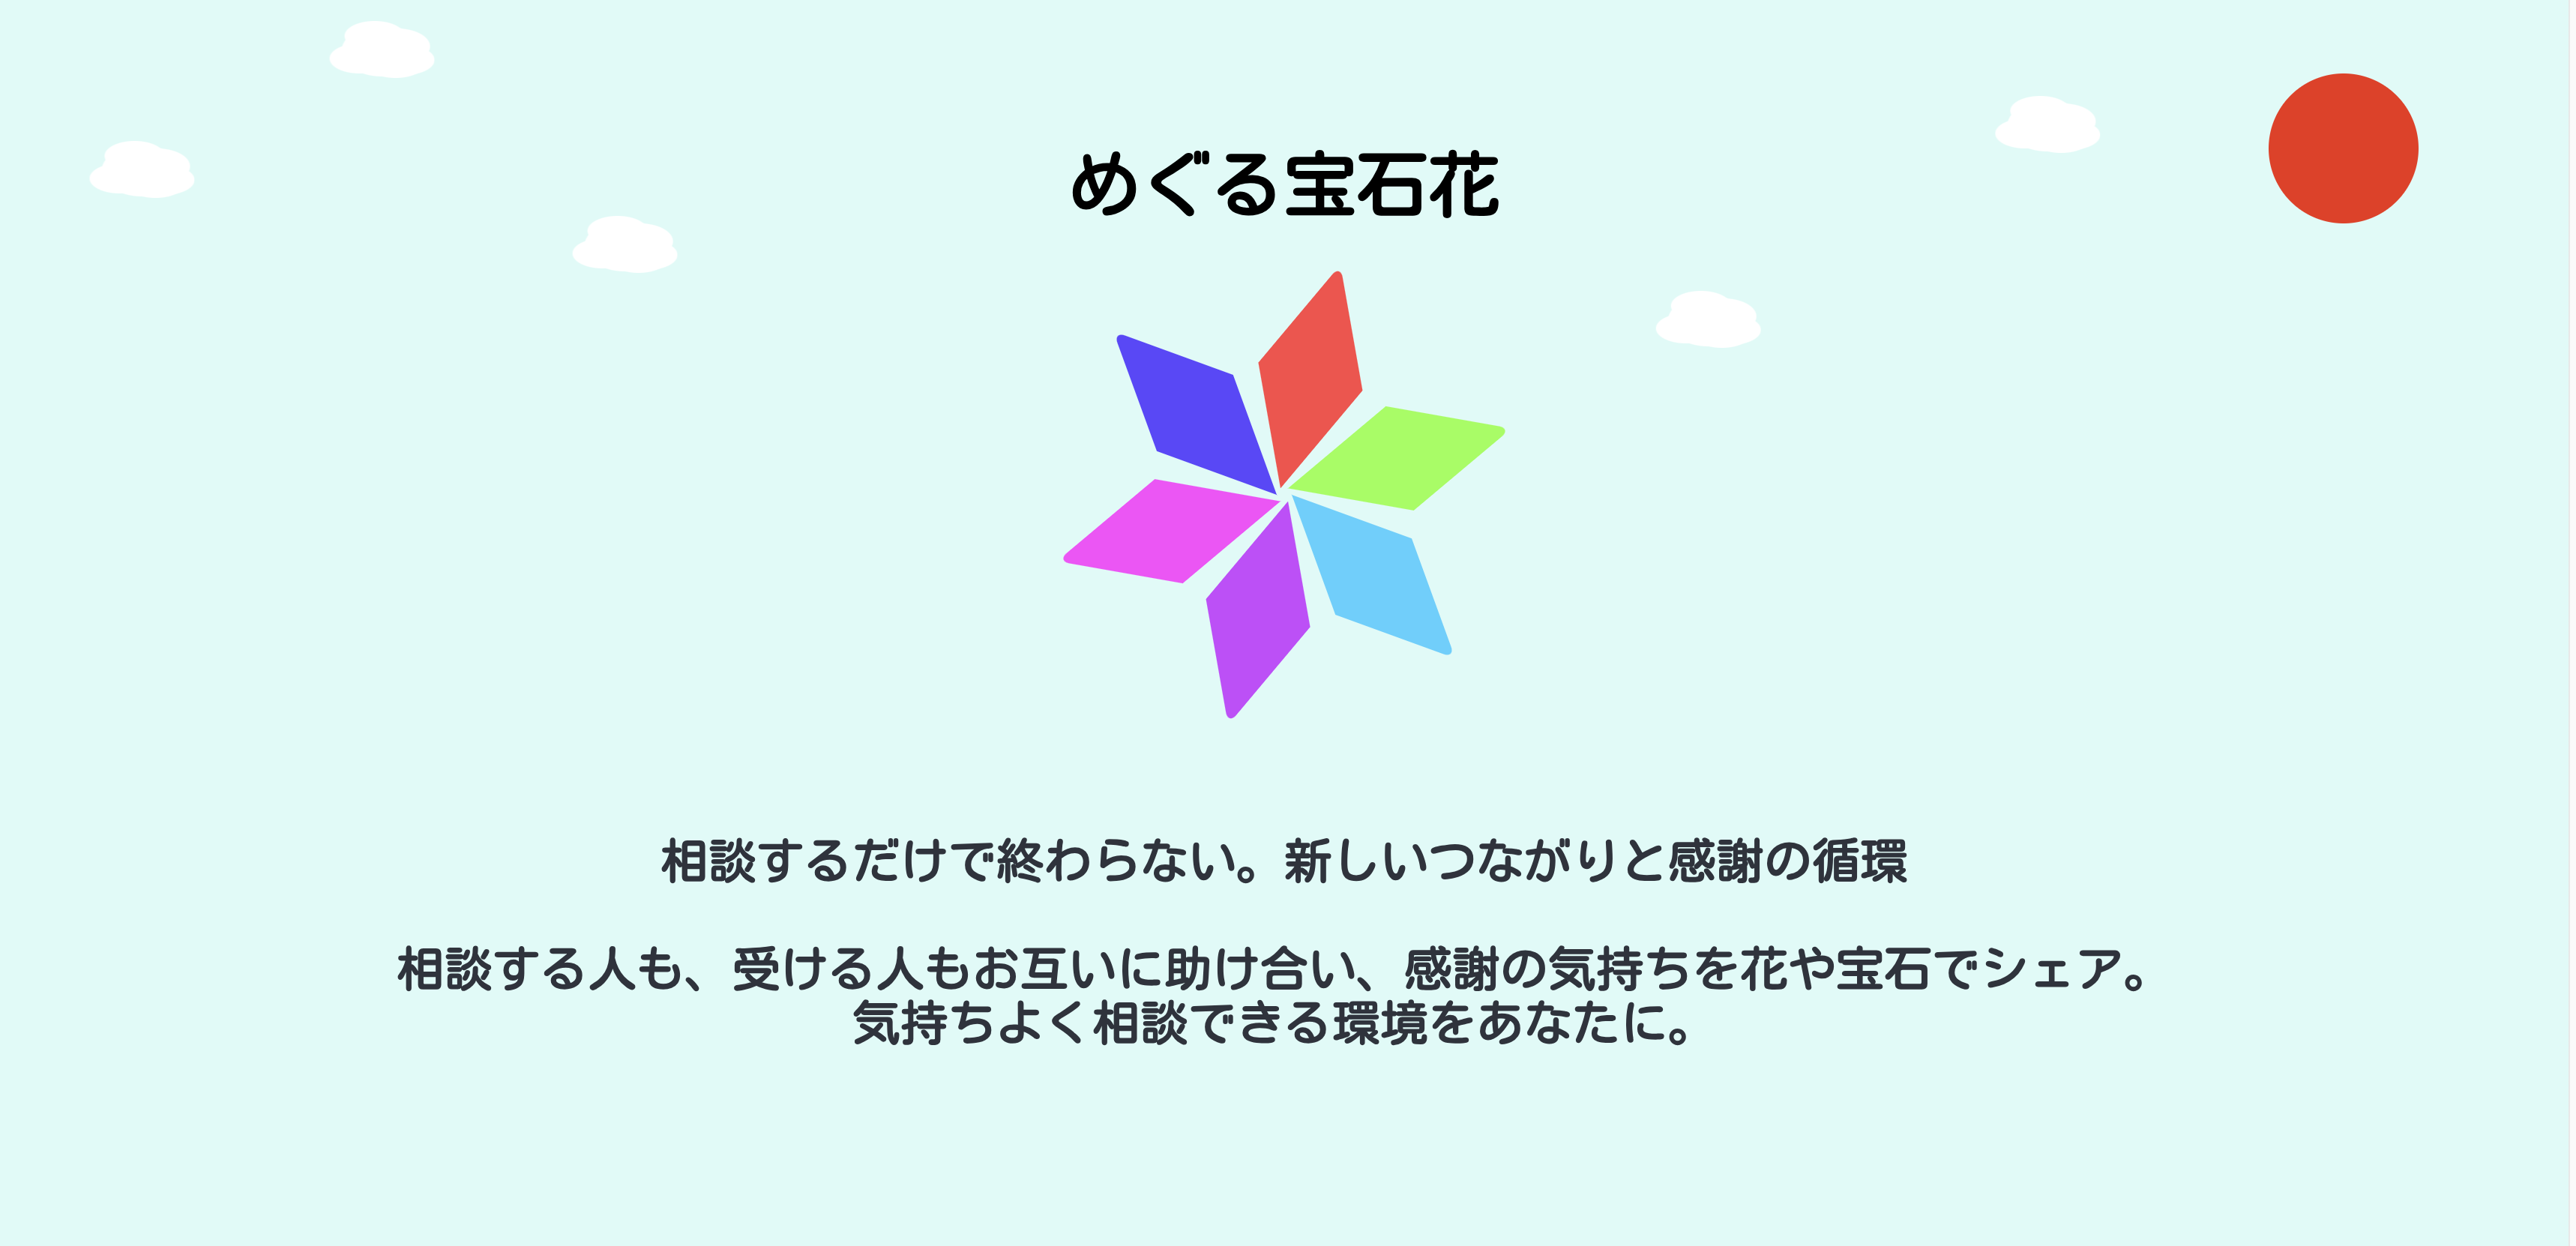 めぐる宝石花
相談するだけで終わらない。新しいつながりと感謝の循環
相談する人も、受ける人もお互いに助け合い、感謝の気持ちを花や宝石でシェア。
気持ちよく相談できる環境をあなたに。